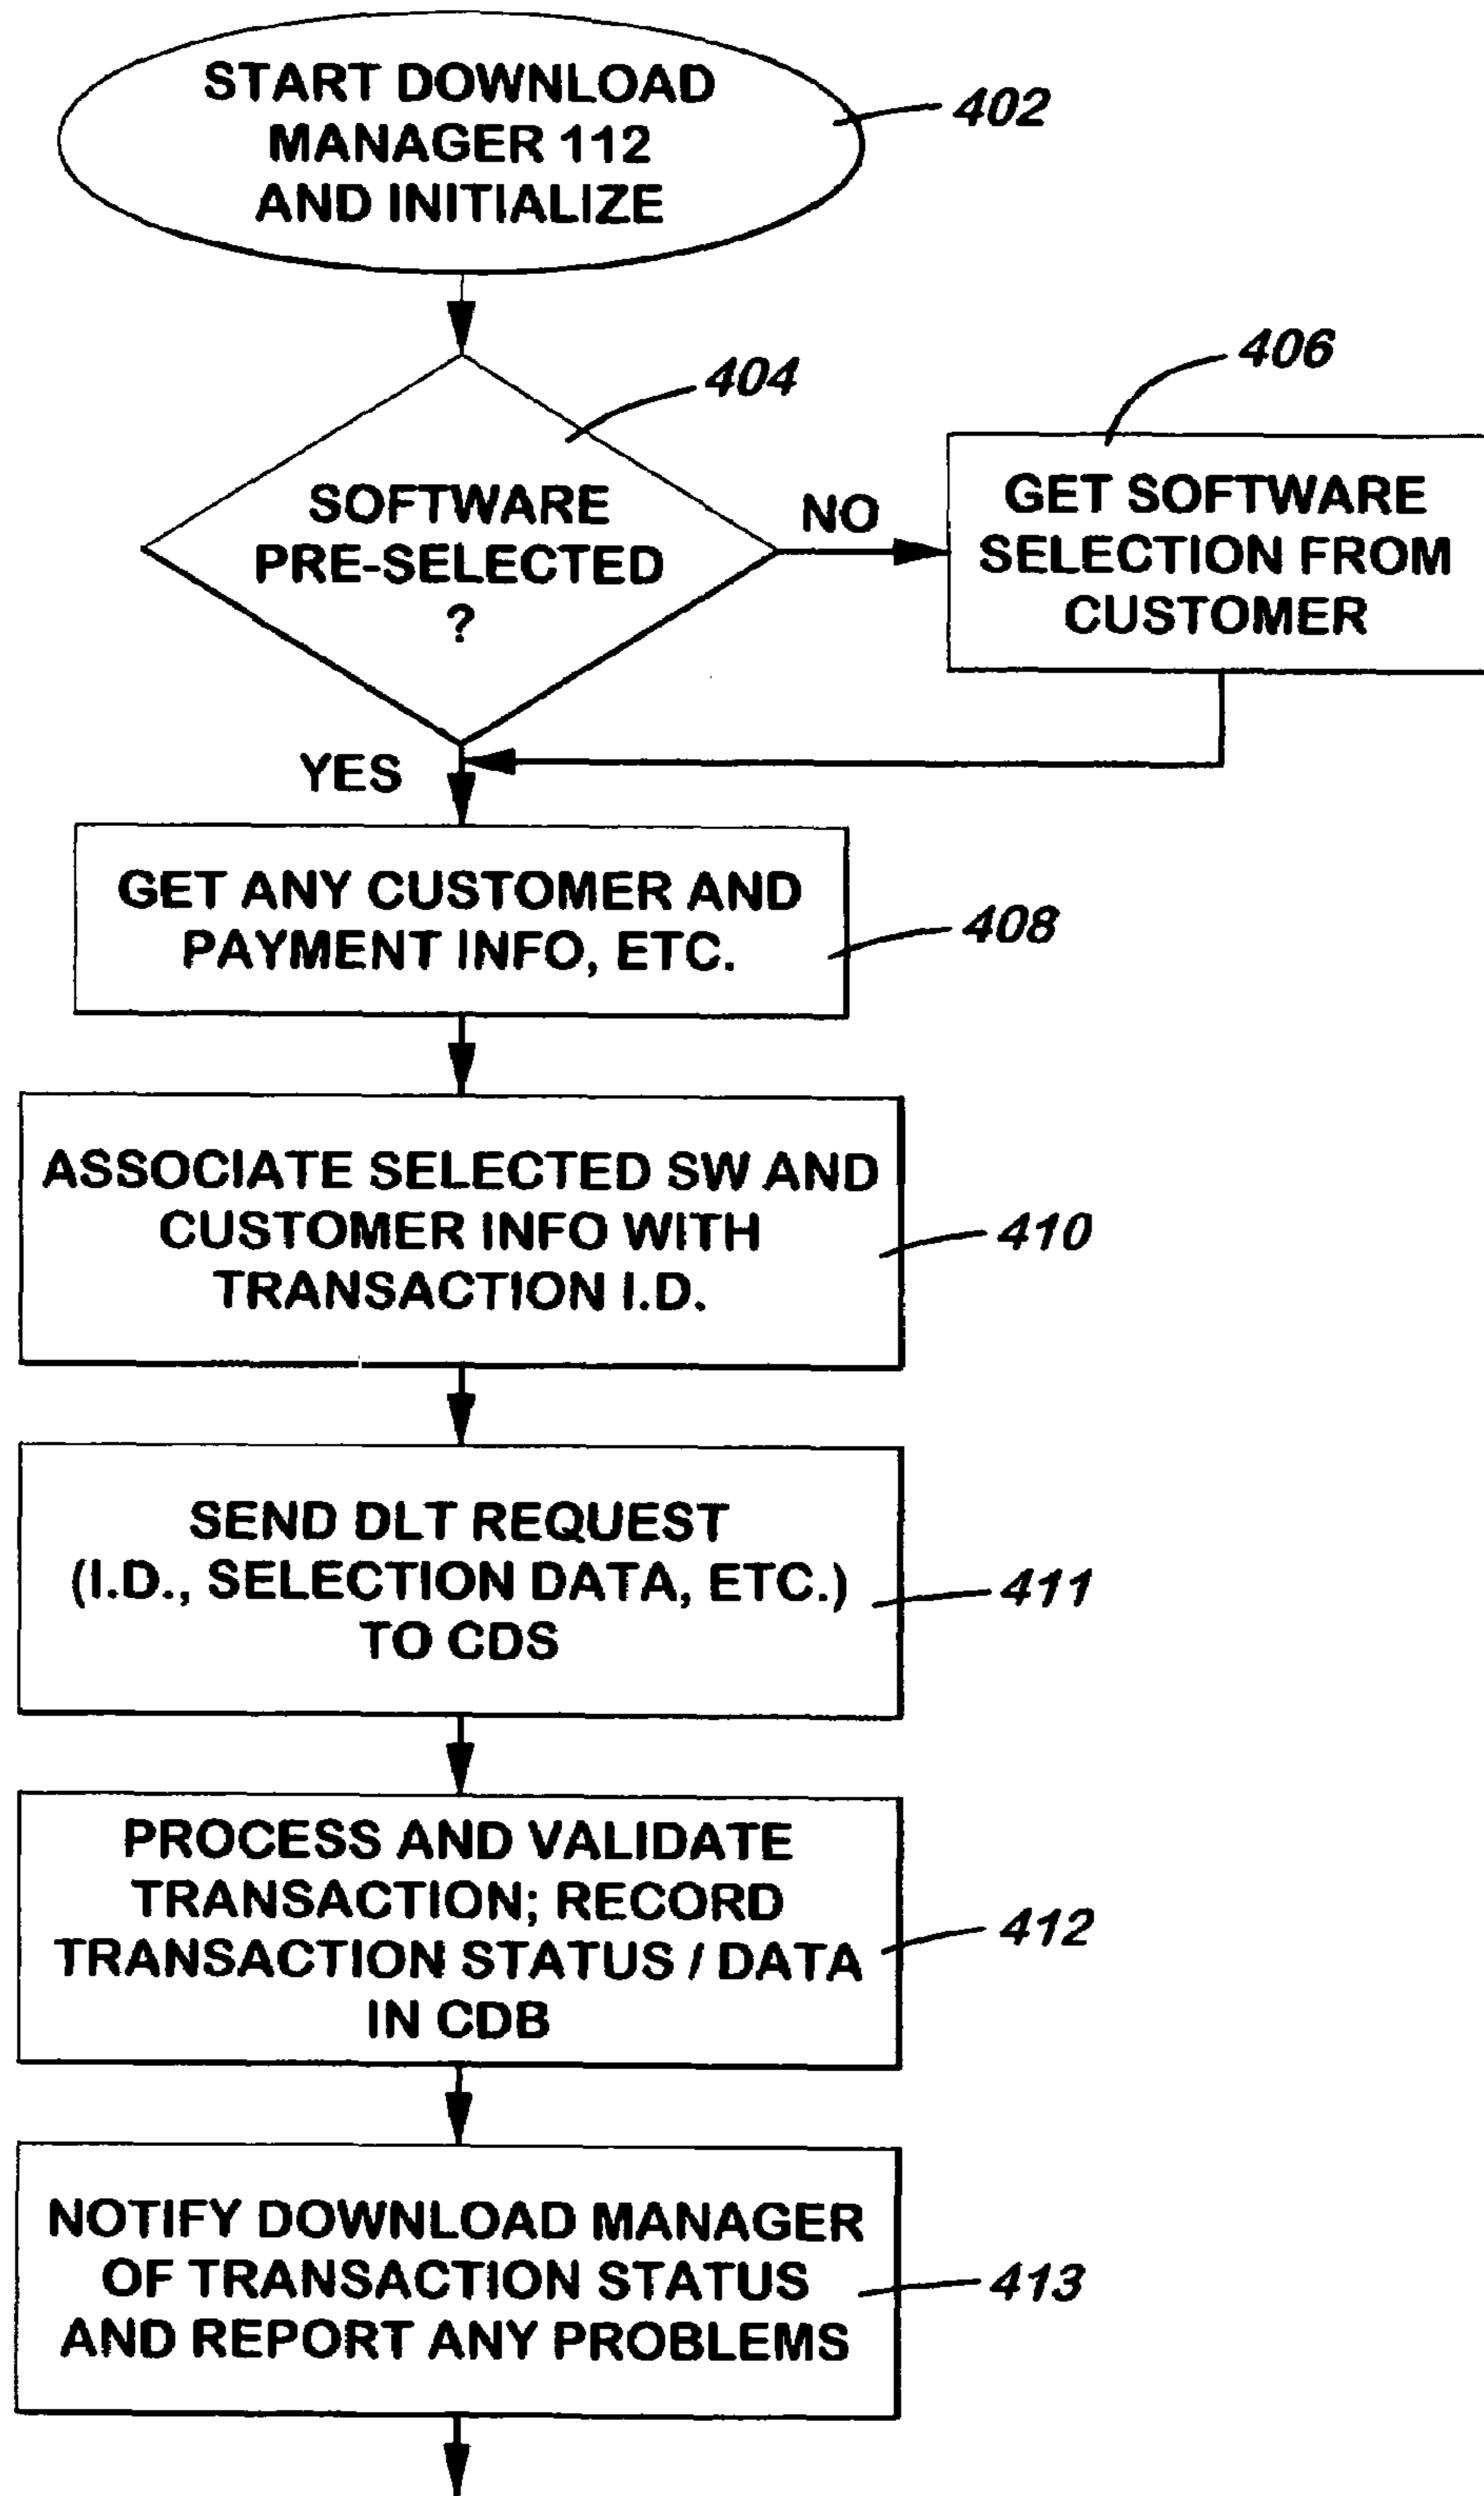 START DOWNLOAD
MANAGER 112
AND INITIALIZE
402
404
406
SOFTWARE
PRE-SELECTED
?
NO
GET SOFTWARE
SELECTION FROM
CUSTOMER
YES
GET ANY CUSTOMER AND
PAYMENT INFO, ETC.
408
ASSOCIATE SELECTED SW AND
CUSTOMER INFO WITH
TRANSACTION I.D.
410
SEND DLT REQUEST
(I.D., SELECTION DATA, ETC.)
TO CDS
411
PROCESS AND VALIDATE
TRANSACTION; RECORD
TRANSACTION STATUS / DATA
IN CDB
412
NOTIFY DOWNLOAD MANAGER
OF TRANSACTION STATUS
AND REPORT ANY PROBLEMS
413